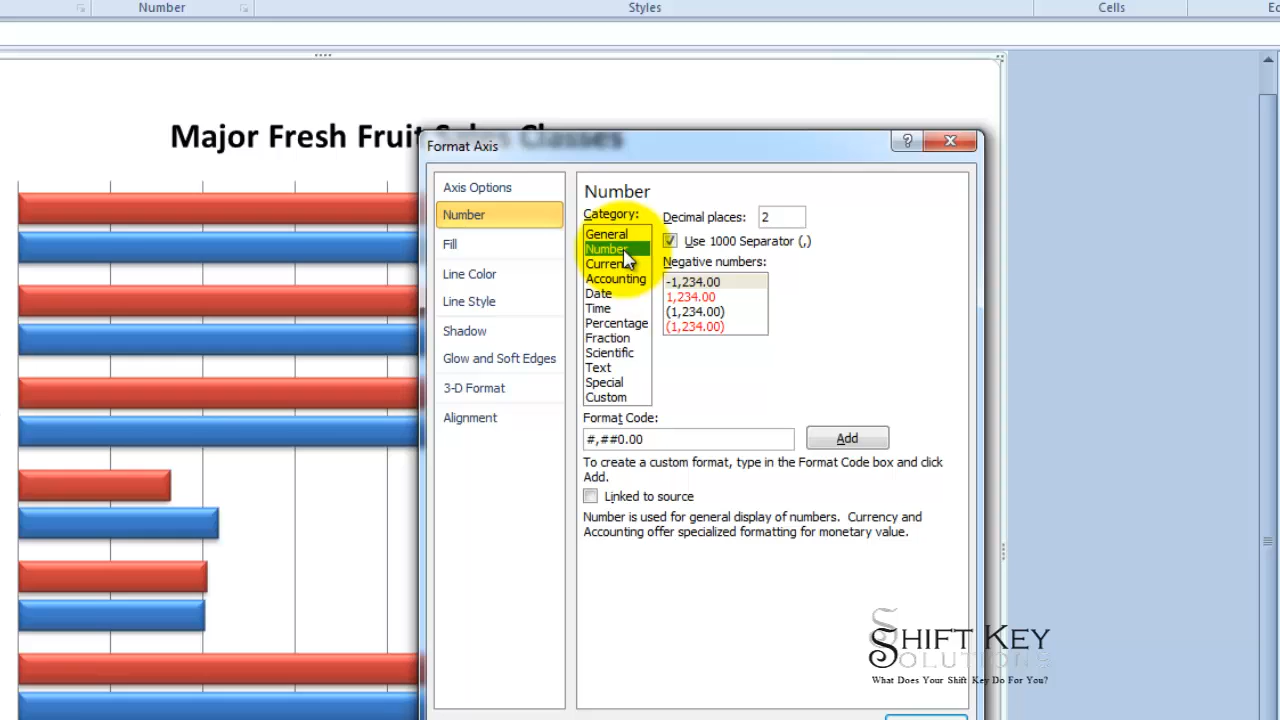 Number
Styles
Cells
Major Fresh Fruit Sales Classes
Format Axis
?
Axis Options
Number
Fill
Line Color
Line Style
Shadow
Glow and Soft Edges
3-D Format
Alignment
Number
Category:
General
Number
Currency
Accounting
Date
Time
Percentage
Fraction
Scientific
Text
Special
Custom
Decimal places: 2
Use 1000 Separator (,)
Negative numbers:
-1,234.00
1,234.00
(1,234.00)
(1,234.00)
Format Code:
#,##0.00
Add
To create a custom format, type in the Format Code box and click
Add.
Linked to source
Number is used for general display of numbers. Currency and
Accounting offer specialized formatting for monetary value.
Shift Key
Solutions
What Does Your Shift Key Do For You?